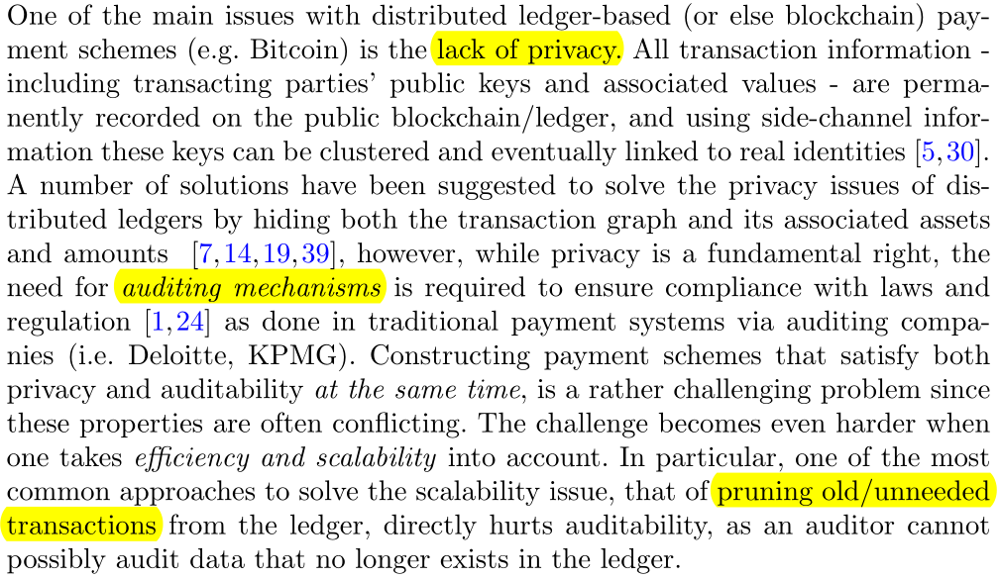 One of the main issues with distributed ledger-based (or else blockchain) pay-
ment schemes (e.g. Bitcoin) is the lack of privacy. All transaction information -
including transacting parties' public keys and associated values - are perma-
nently recorded on the public blockchain/ledger, and using side-channel infor-
mation these keys can be clustered and eventually linked to real identities [5,30].
A number of solutions have been suggested to solve the privacy issues of dis-
tributed ledgers by hiding both the transaction graph and its associated assets
and amounts [7,14,19,39], however, while privacy is a fundamental right, the
need for auditing mechanisms is required to ensure compliance with laws and
regulation [1,24] as done in traditional payment systems via auditing compa-
nies (i.e. Deloitte, KPMG). Constructing payment schemes that satisfy both
privacy and auditability at the same time, is a rather challenging problem since
these properties are often conflicting. The challenge becomes even harder when
one takes efficiency and scalability into account. In particular, one of the most
common approaches to solve the scalability issue, that of pruning old/unneeded
transactions from the ledger, directly hurts auditability, as an auditor cannot
possibly audit data that no longer exists in the ledger.